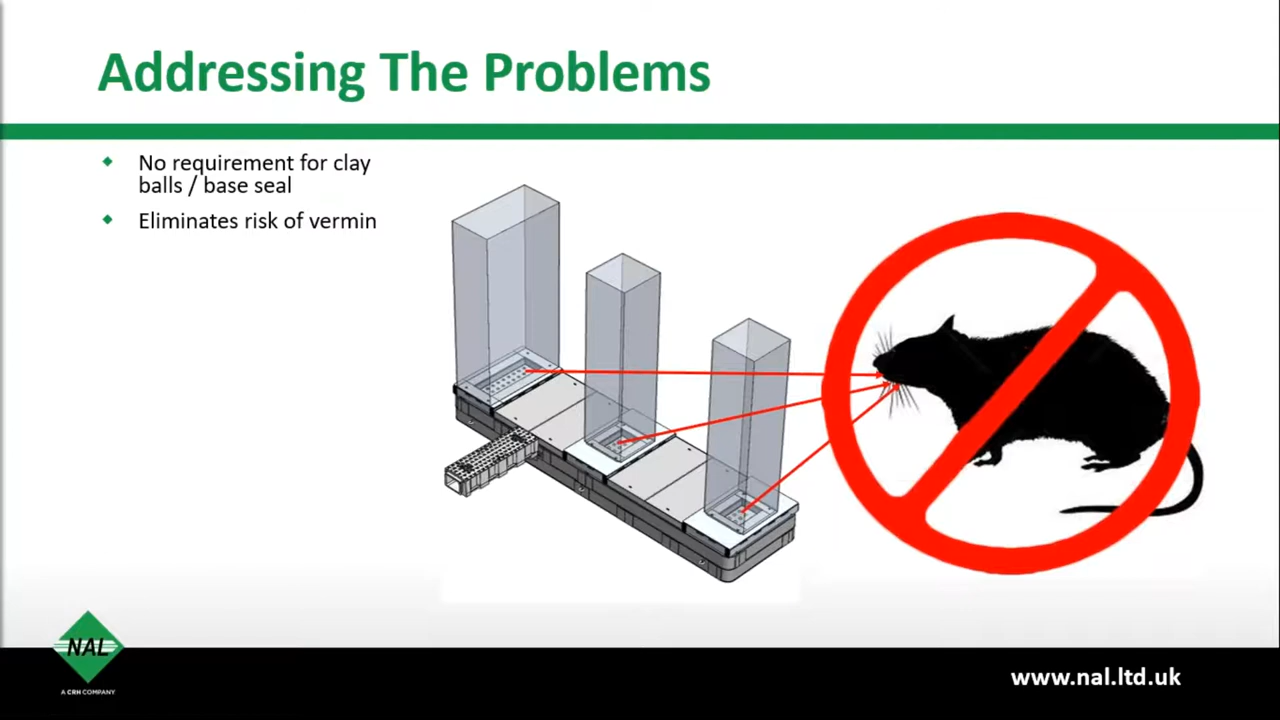 Addressing The Problems
No requirement for clay
balls / base seal
Eliminates risk of vermin
NAL
A CRH COMPANY
www.nal.ltd.uk